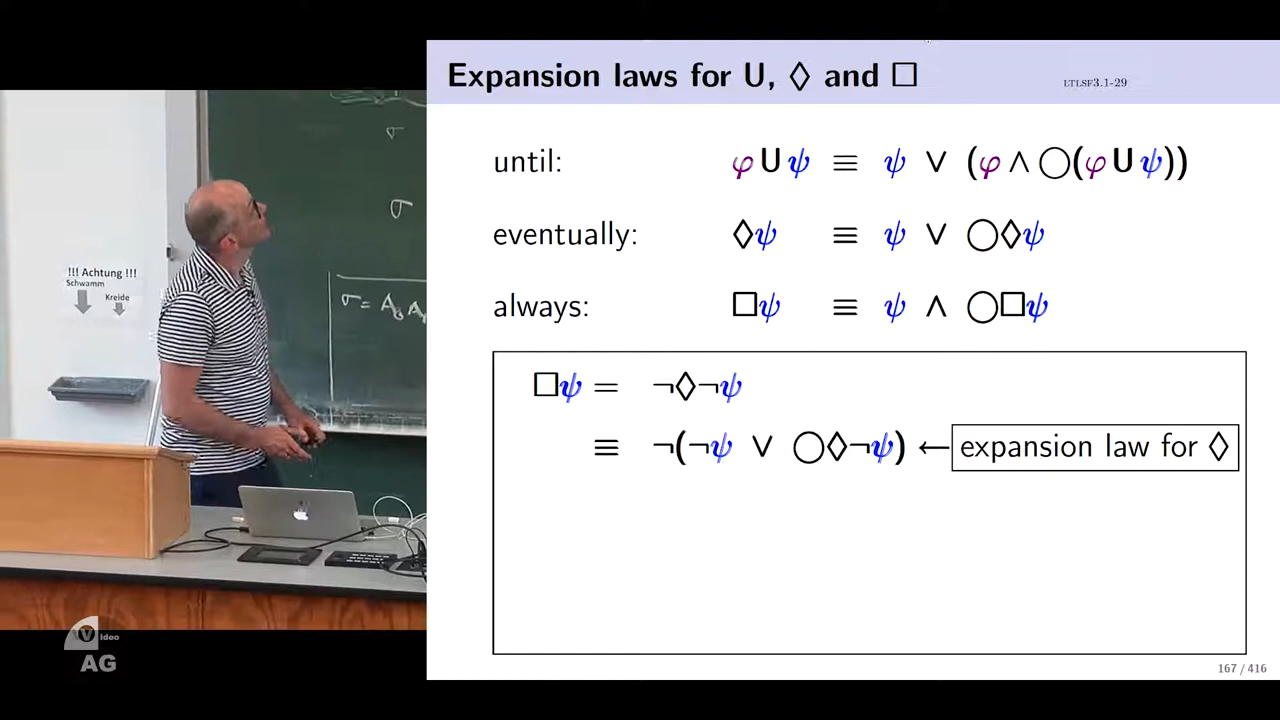 Expansion laws for U, ◊ and □
LTLSF3.1-29
until: φ U ψ ≡ ψ ∨ (φ ∧ ◯(φ U ψ))
eventually: ◊ψ ≡ ψ ∨ ◯◊ψ
always: □ψ ≡ ψ ∧ ◯□ψ
□ψ = ¬◊¬ψ
≡ ¬(¬ψ ∨ ◯◊¬ψ) ← expansion law for ◊
167 / 416
σ
σ
!!! Achtung !!!
Schwamm
Kreide
Video
AG